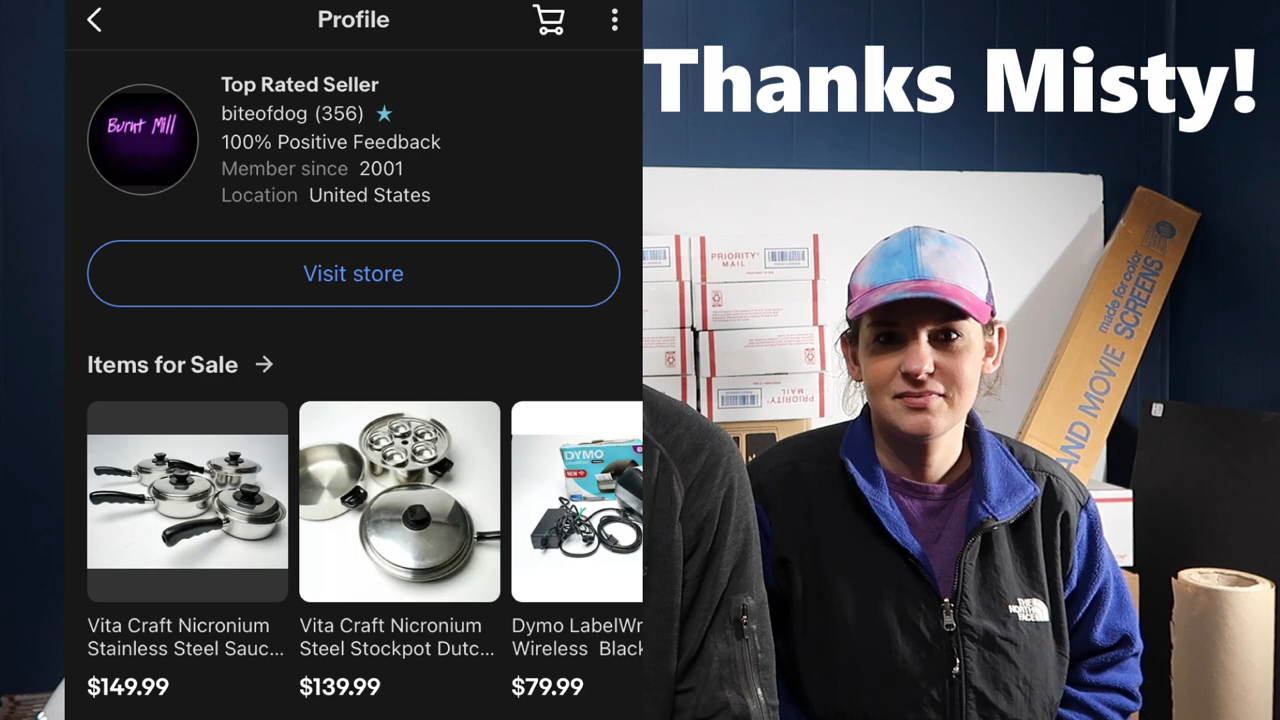 Profile
Thanks Misty!
Top Rated Seller
biteofdog (356)
100% Positive Feedback
Member since 2001
Location United States
Burnt Mill
Visit store
Items for Sale
Vita Craft Nicronium
Stainless Steel Sauc...
$149.99
Vita Craft Nicronium
Steel Stockpot Dutc...
$139.99
Dymo LabelWr
Wireless Black
$79.99
DYMO
NEW
PRIORITY
MAIL
PRIORITY
MAIL
made for color
AND MOVIE SCREENS
THE
NORTH
FACE